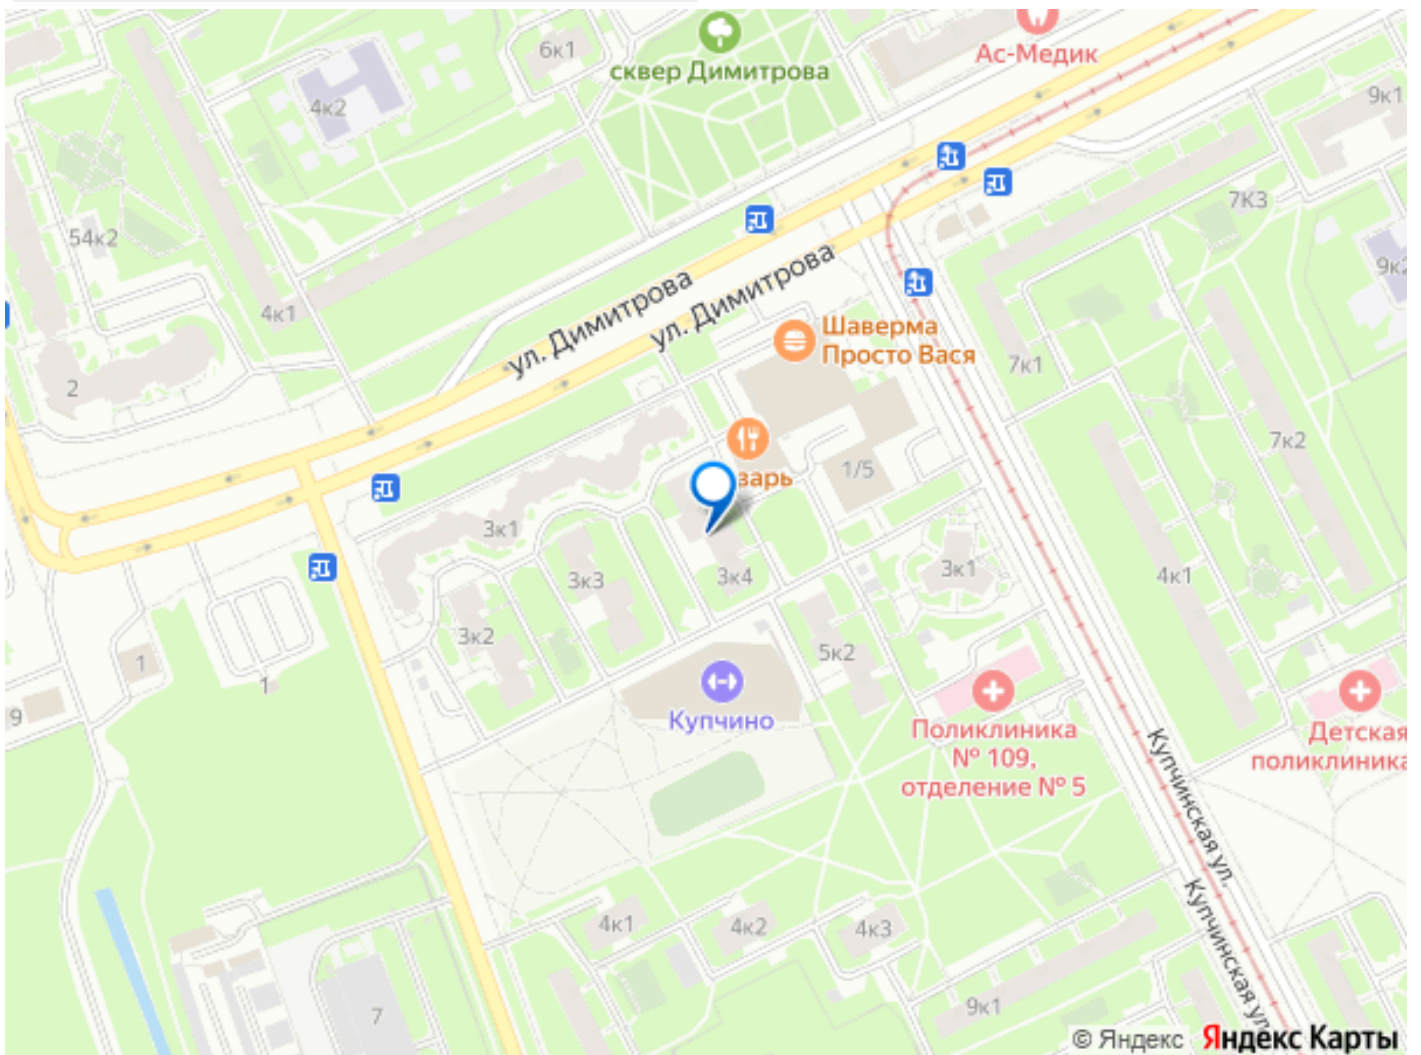 6к1
сквер Димитрова
Ас-Медик
4к2
9к1
7К3
54к2
9к2
4к1
ул. Димитрова
ул. Димитрова
Шаверма
Просто Вася
7к1
2
7к2
зарь
1/5
3к1
3к3
3к4
3к1
4к1
3к2
5к2
1
1
9
Купчино
Поликлиника
№ 109,
отделение № 5
Детская
поликлиника
Купчинская ул.
Купчинская ул.
4к1
4к2
4к3
7
9к1
© Яндекс Яндекс Карты